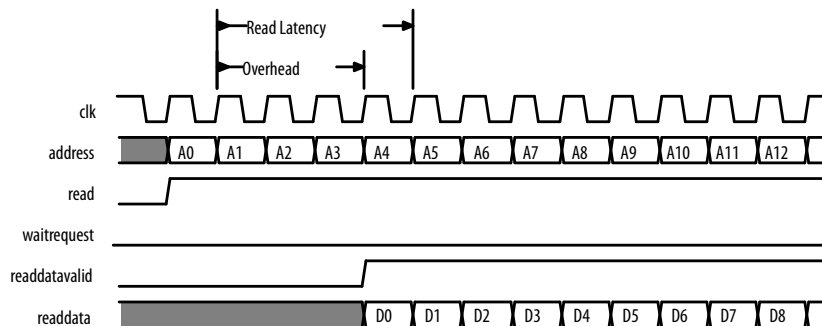 Read Latency
Overhead
clk
address A0 A1 A2 A3 A4 A5 A6 A7 A8 A9 A10 A11 A12
read
waitrequest
readdatavalid
readdata D0 D1 D2 D3 D4 D5 D6 D7 D8